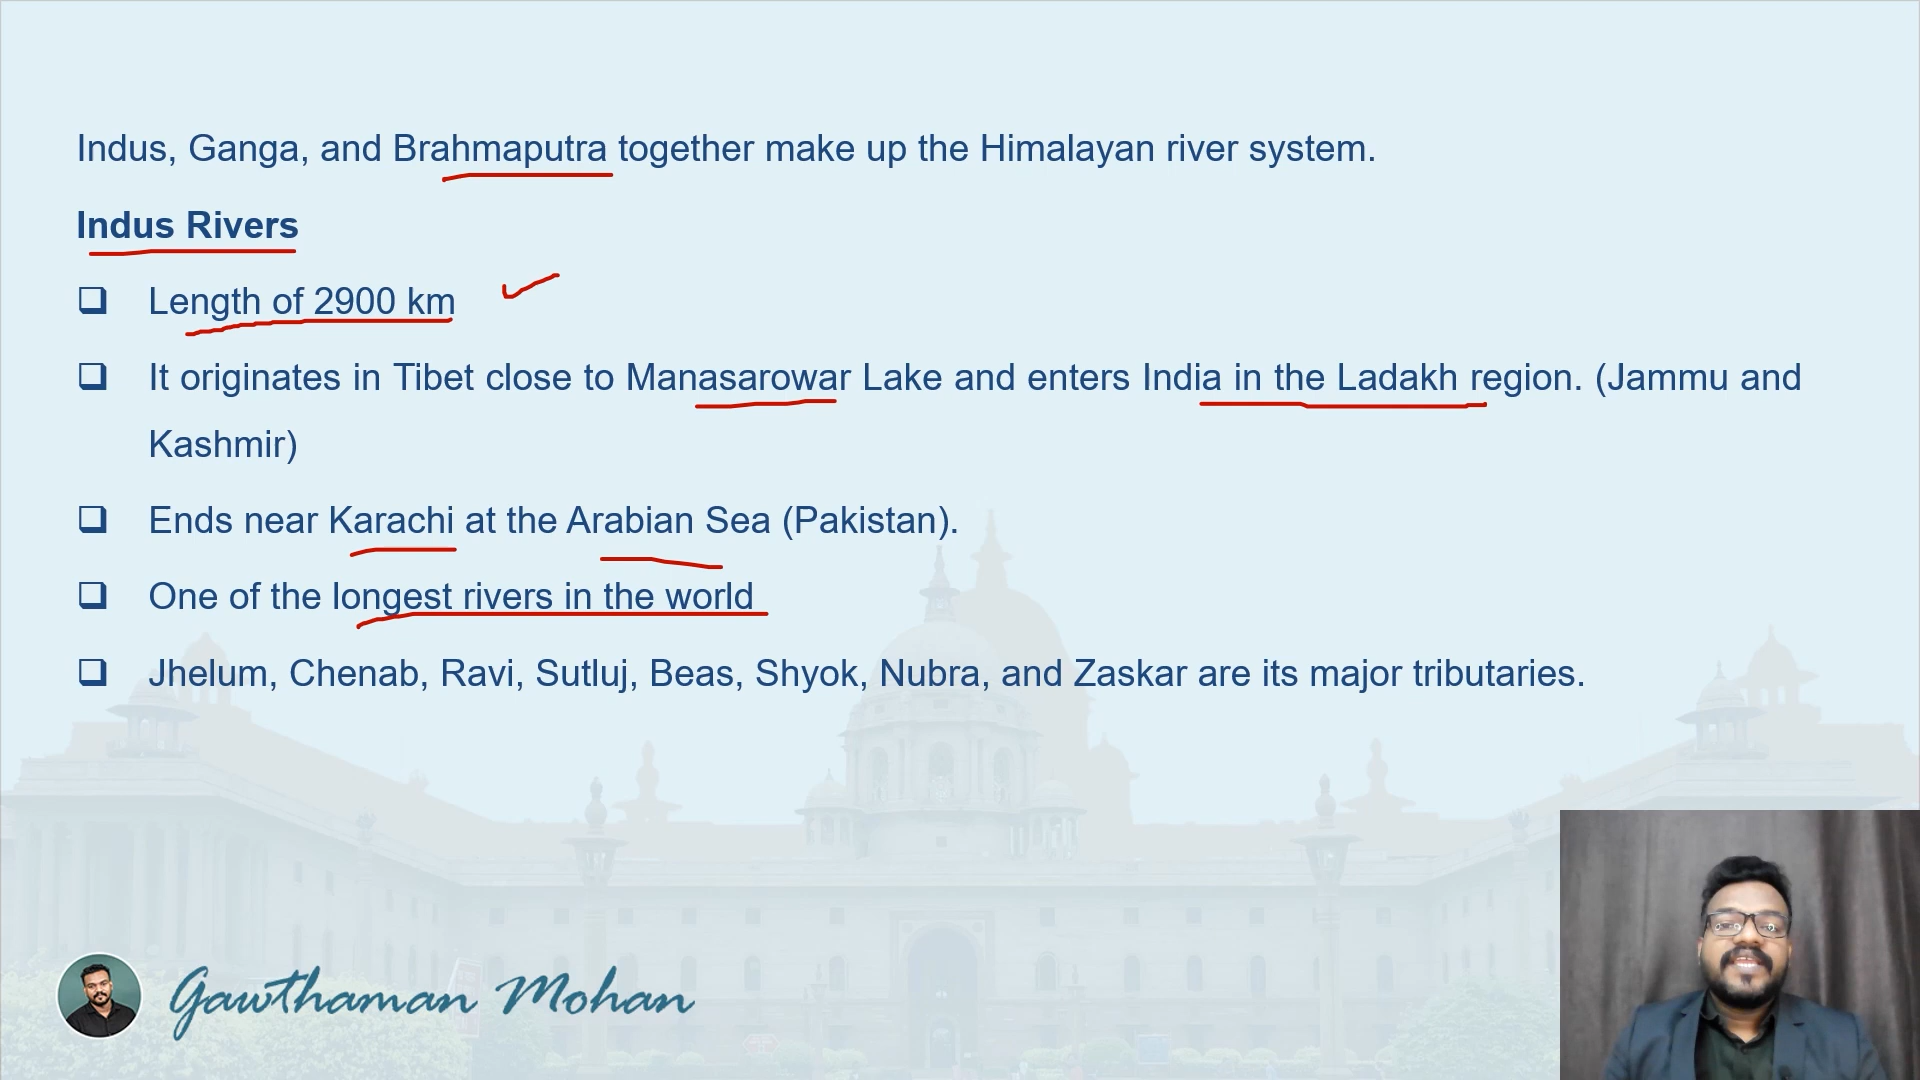 Indus, Ganga, and Brahmaputra together make up the Himalayan river system.
Indus Rivers
Length of 2900 km
It originates in Tibet close to Manasarowar Lake and enters India in the Ladakh region. (Jammu and
Kashmir)
Ends near Karachi at the Arabian Sea (Pakistan).
One of the longest rivers in the world
Jhelum, Chenab, Ravi, Sutluj, Beas, Shyok, Nubra, and Zaskar are its major tributaries.
Gawthaman Mohan